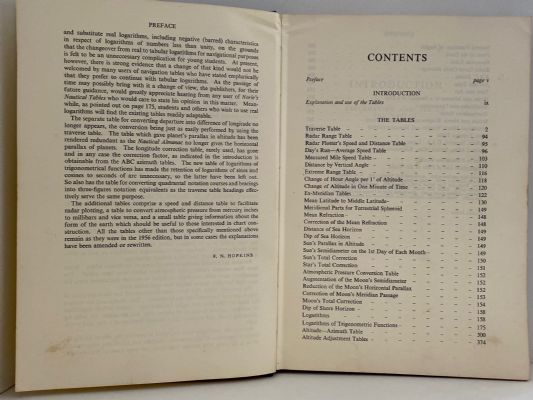 PREFACE
and substitute real logarithms, including negative (barred) characteristics
in respect of logarithms of numbers less than unity, on the grounds
that the changeover from real to tabular logarithms for navigational purposes
is felt to be an unnecessary complication for young students. At present,
however, there is strong evidence that a change of that kind would not be
welcomed by many users of navigation tables who have stated emphatically
that they prefer to continue with tabular logarithms. As the passage of
time may possibly bring with it a change of view, the publishers, for their
future guidance, would greatly appreciate hearing from any user of Norie's
Nautical Tables who would care to state his opinion in this matter. Mean-
while, as pointed out on page 175, students and others who wish to use real
logarithms will find the existing tables readily adaptable.
The separate table for converting departure into difference of longitude no
longer appears, the conversion being just as easily performed by using the
traverse table. The longitude correction table, rarely used, has gone
The table which gave planet's parallax in altitude has been
rendered redundant as the Nautical Almanac no longer gives the horizontal
parallax of planets.
and in any case the correction factor, as indicated in the introduction is
obtainable from the ABC azimuth tables. The new table of logarithms of
trigonometrical functions has made the retention of logarithms of sines and
cosines to seconds of arc unnecessary, so the latter have been left out.
So also has the table for converting quadrantal notation courses and bearings
into three-figures notation equivalents as the traverse table headings effec-
tively serve the same purpose.
The additional tables comprise a speed and distance table to facilitate
radar plotting, a table to convert atmospheric pressure from mercury inches
to millibars and vice versa, and a small table giving information about the
form of the earth which should be useful to those interested in chart con-
struction. All the tables other than those specifically mentioned above
remain as they were in the 1956 edition, but in some cases the explanations
have been amended or rewritten.
S. N. HOPKINS
CONTENTS
Preface page v
INTRODUCTION
Explanation and use of the Tables ix
THE TABLES
Traverse Table 2
Radar Range Table 94
Radar Plotter's Speed and Distance Table 95
Day's Run—Average Speed Table 96
Measured Mile Speed Table 103
Distance by Vertical Angle 110
Extreme Range Table 116
Change of Hour Angle per 1' of Altitude 118
Change of Altitude in One Minute of Time 120
Ex-Meridian Tables 122
Mean Latitude to Middle Latitude 130
Meridional Parts for Terrestrial Spheroid
Mean Refraction 148
Correction of the Mean Refraction 148
Distance of Sea Horizon 149
Dip of Sea Horizon 149
Sun's Parallax in Altitude 149
Sun's Semidiameter on the 1st Day of Each Month 149
Sun's Total Correction 150
Star's Total Correction 151
Atmospheric Pressure Conversion Table 152
Augmentation of the Moon's Semidiameter 152
Reduction of the Moon's Horizontal Parallax 152
Correction of Moon's Meridian Passage 153
Moon's Total Correction 154
Dip of Shore Horizon 158
Logarithms 158
Logarithms of Trigonometric Functions 175
Altitude—Azimuth Table 300
Altitude Adjustment Tables 374